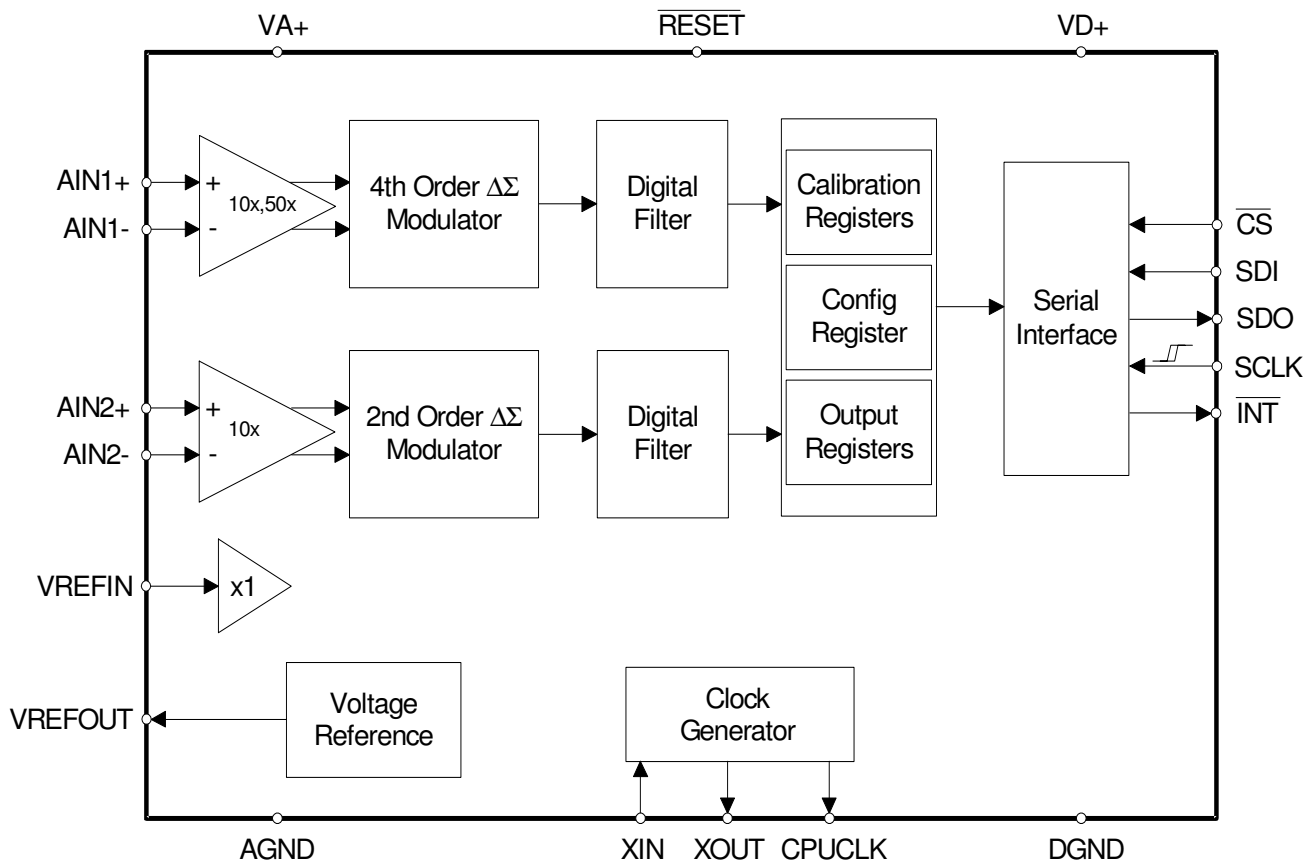 VA+
RESET
VD+
AIN1+
AIN1-
+
-
10x,50x
4th Order ΔΣ
Modulator
Digital
Filter
Calibration
Registers
Config
Register
Output
Registers
Serial
Interface
CS
SDI
SDO
SCLK
INT
AIN2+
AIN2-
+
-
10x
2nd Order ΔΣ
Modulator
Digital
Filter
VREFIN
x1
VREFOUT
Voltage
Reference
Clock
Generator
AGND
XIN
XOUT
CPUCLK
DGND